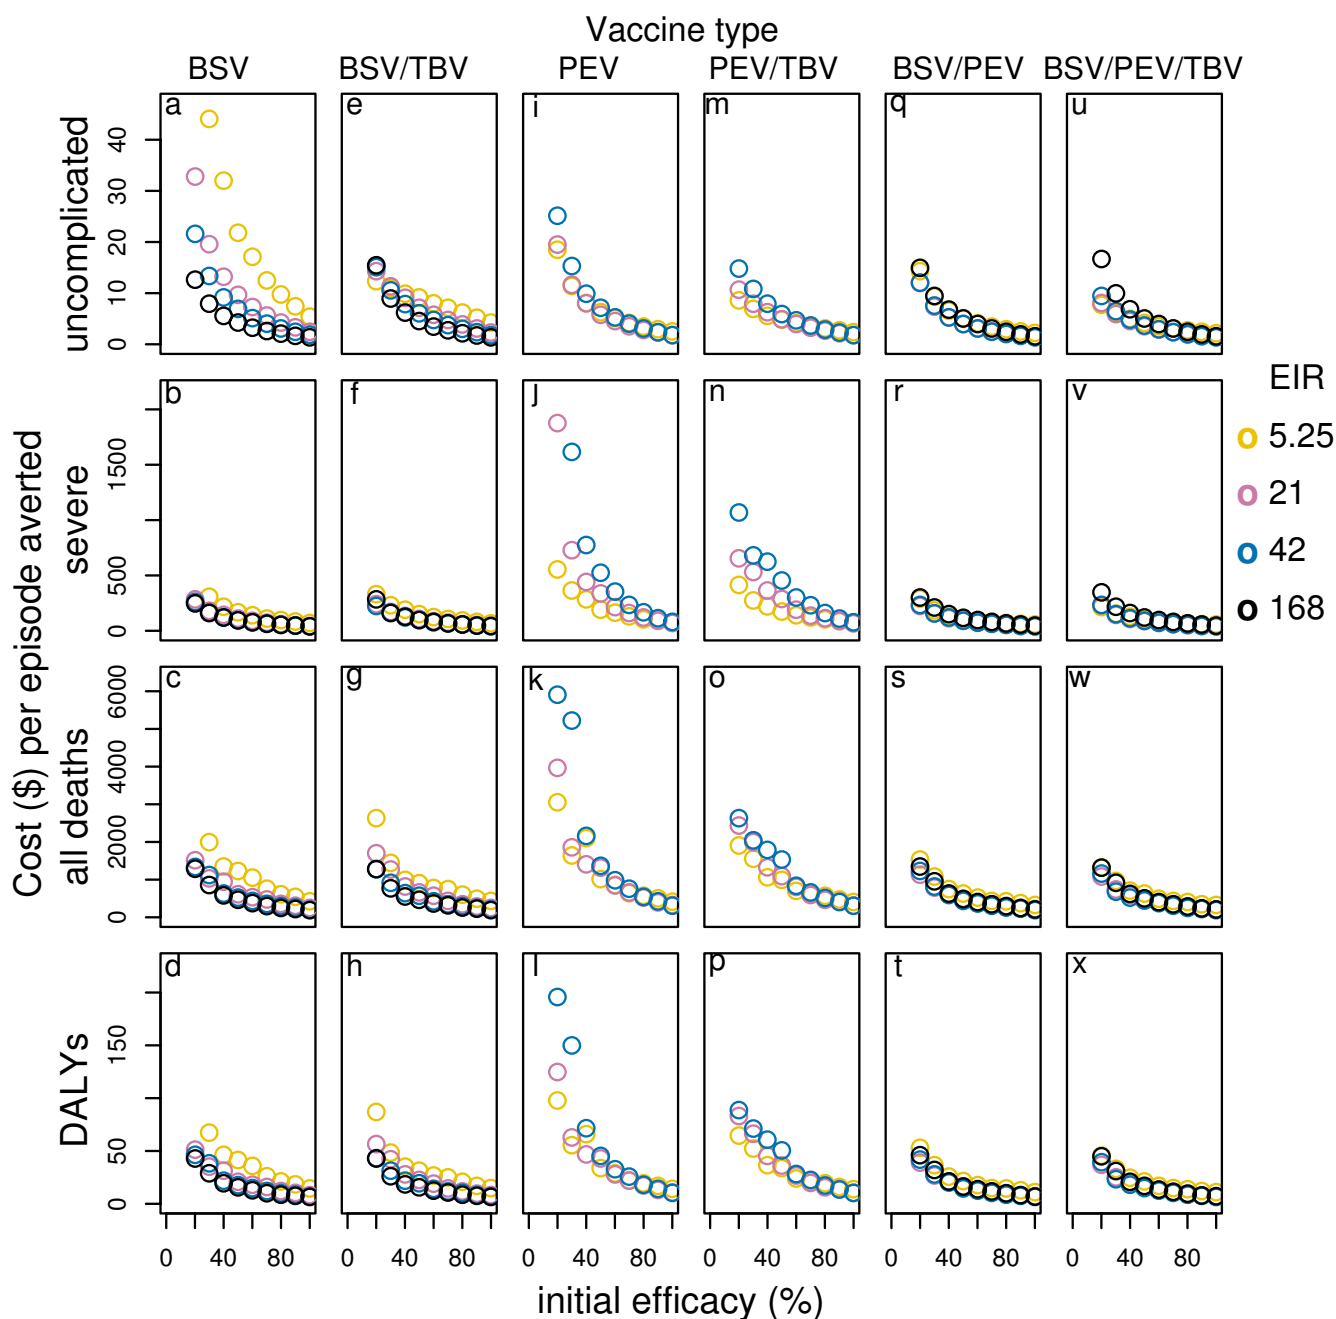 Vaccine type
BSV BSV/TBV PEV PEV/TBV BSV/PEV BSV/PEV/TBV
a e i m q u
uncomplicated
0 10 20 30 40
b f j n r v
severe
0 500 1500
c g k o s w
all deaths
0 2000 4000 6000
d h l p t x
DALYs
0 50 150
Cost ($) per episode averted
EIR
o 5.25
o 21
o 42
o 168
0 40 80 0 40 80 0 40 80 0 40 80 0 40 80 0 40 80
initial efficacy (%)